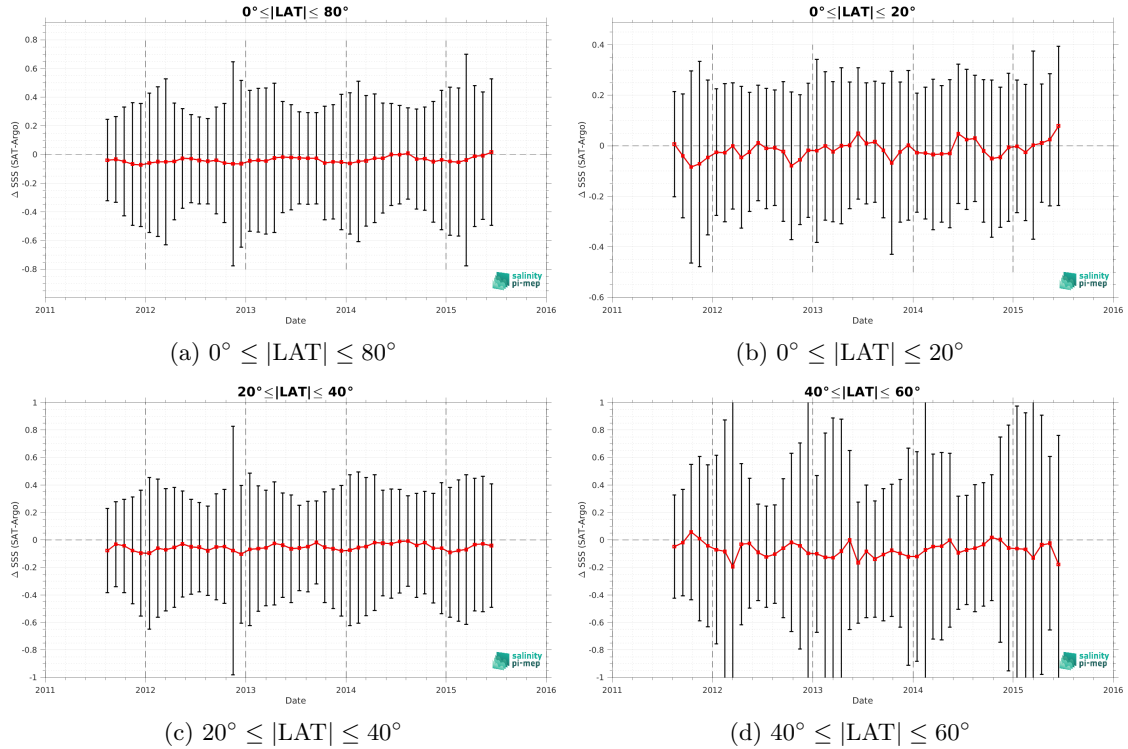 0°≤|LAT|≤ 80°
Δ SSS (SAT-Argo)
0.8
0.6
0.4
0.2
0
-0.2
-0.4
-0.6
-0.8
2011
2012
2013
2014
2015
2016
Date
salinity
pi-mep
(a) 0° ≤ |LAT| ≤ 80°
0°≤|LAT|≤ 20°
Δ SSS (SAT-Argo)
0.4
0.2
0
-0.2
-0.4
-0.6
2011
2012
2013
2014
2015
2016
Date
salinity
pi-mep
(b) 0° ≤ |LAT| ≤ 20°
20°≤|LAT|≤ 40°
Δ SSS (SAT-Argo)
1
0.8
0.6
0.4
0.2
0
-0.2
-0.4
-0.6
-0.8
-1
2011
2012
2013
2014
2015
2016
Date
salinity
pi-mep
(c) 20° ≤ |LAT| ≤ 40°
40°≤|LAT|≤ 60°
Δ SSS (SAT-Argo)
1
0.8
0.6
0.4
0.2
0
-0.2
-0.4
-0.6
-0.8
-1
2011
2012
2013
2014
2015
2016
Date
salinity
pi-mep
(d) 40° ≤ |LAT| ≤ 60°